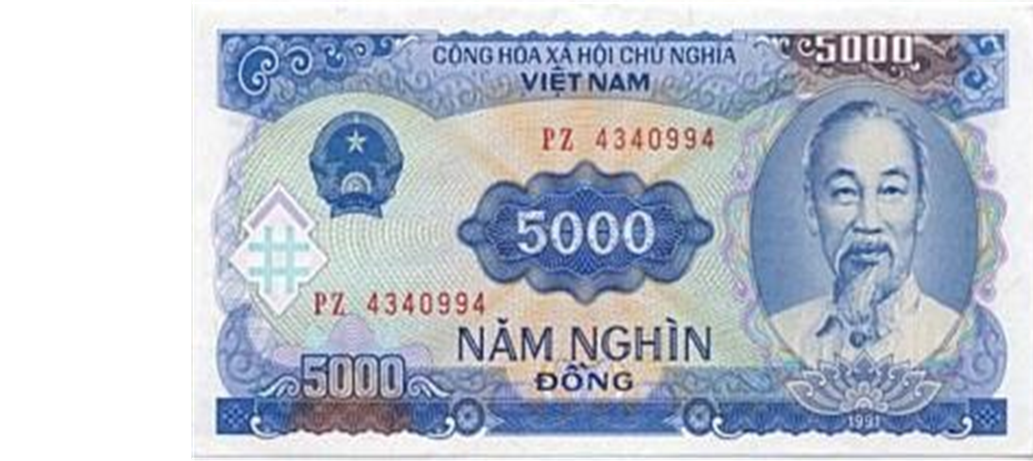 CỘNG HÒA XÃ HỘI CHỦ NGHĨA
VIỆT NAM
5000
PZ 4340994
5000
PZ 4340994
NĂM NGHÌN
ĐỒNG
5000
1991